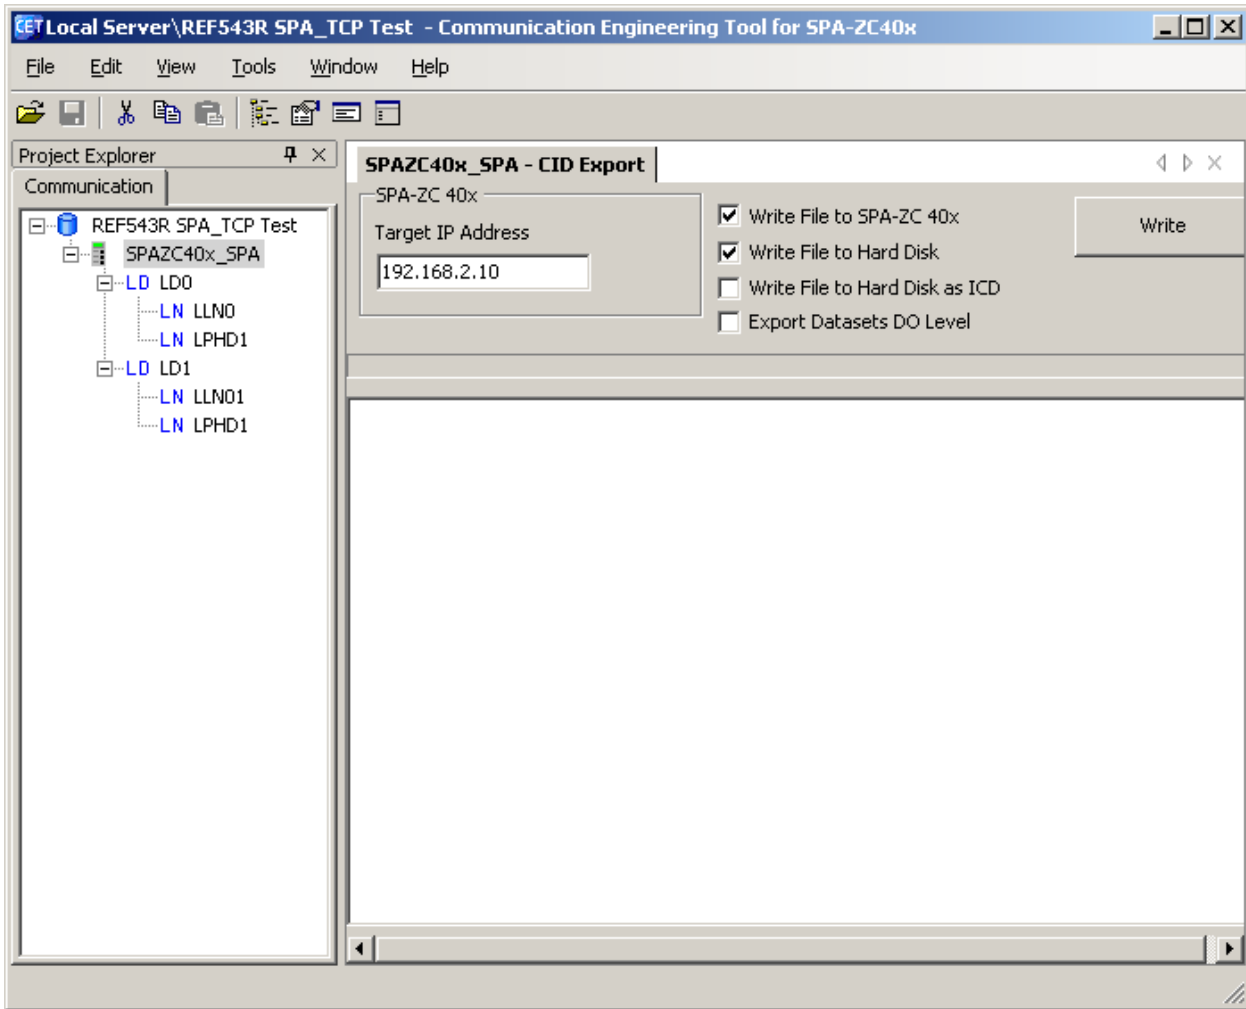 CET Local Server\REF543R SPA_TCP Test - Communication Engineering Tool for SPA-ZC40x
File Edit View Tools Window Help
Project Explorer
Communication
REF543R SPA_TCP Test
SPAZC40x_SPA
LD LD0
LN LLN0
LN LPHD1
LD LD1
LN LLN01
LN LPHD1
SPAZC40x_SPA - CID Export
SPA-ZC 40x
Target IP Address
192.168.2.10
Write File to SPA-ZC 40x
Write File to Hard Disk
Write File to Hard Disk as ICD
Export Datasets DO Level
Write